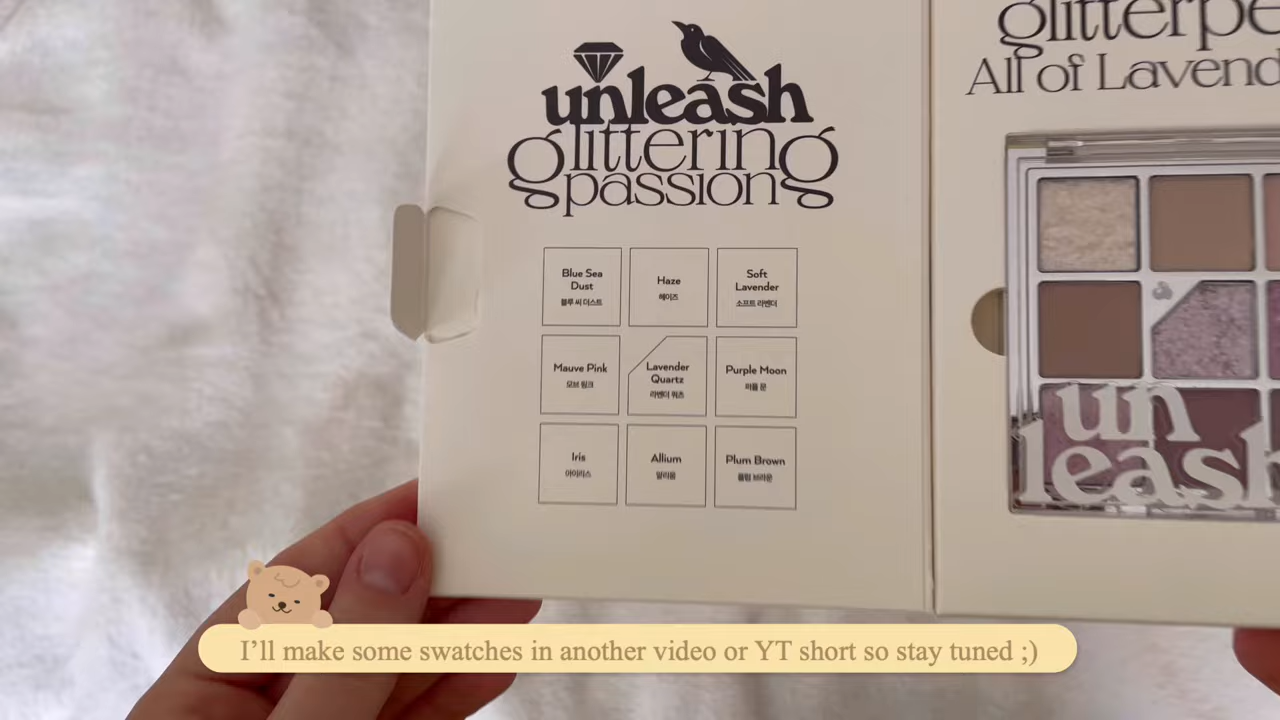 unleash
glittering
passion
Blue Sea
Dust
블루 씨 더스트
Haze
헤이즈
Soft
Lavender
소프트 라벤더
Mauve Pink
모브 핑크
Lavender
Quartz
라벤더 쿼츠
Purple Moon
퍼플 문
Iris
아이리스
Allium
알리움
Plum Brown
플럼 브라운
All of Lavend
un
leash
I’ll make some swatches in another video or YT short so stay tuned ;)